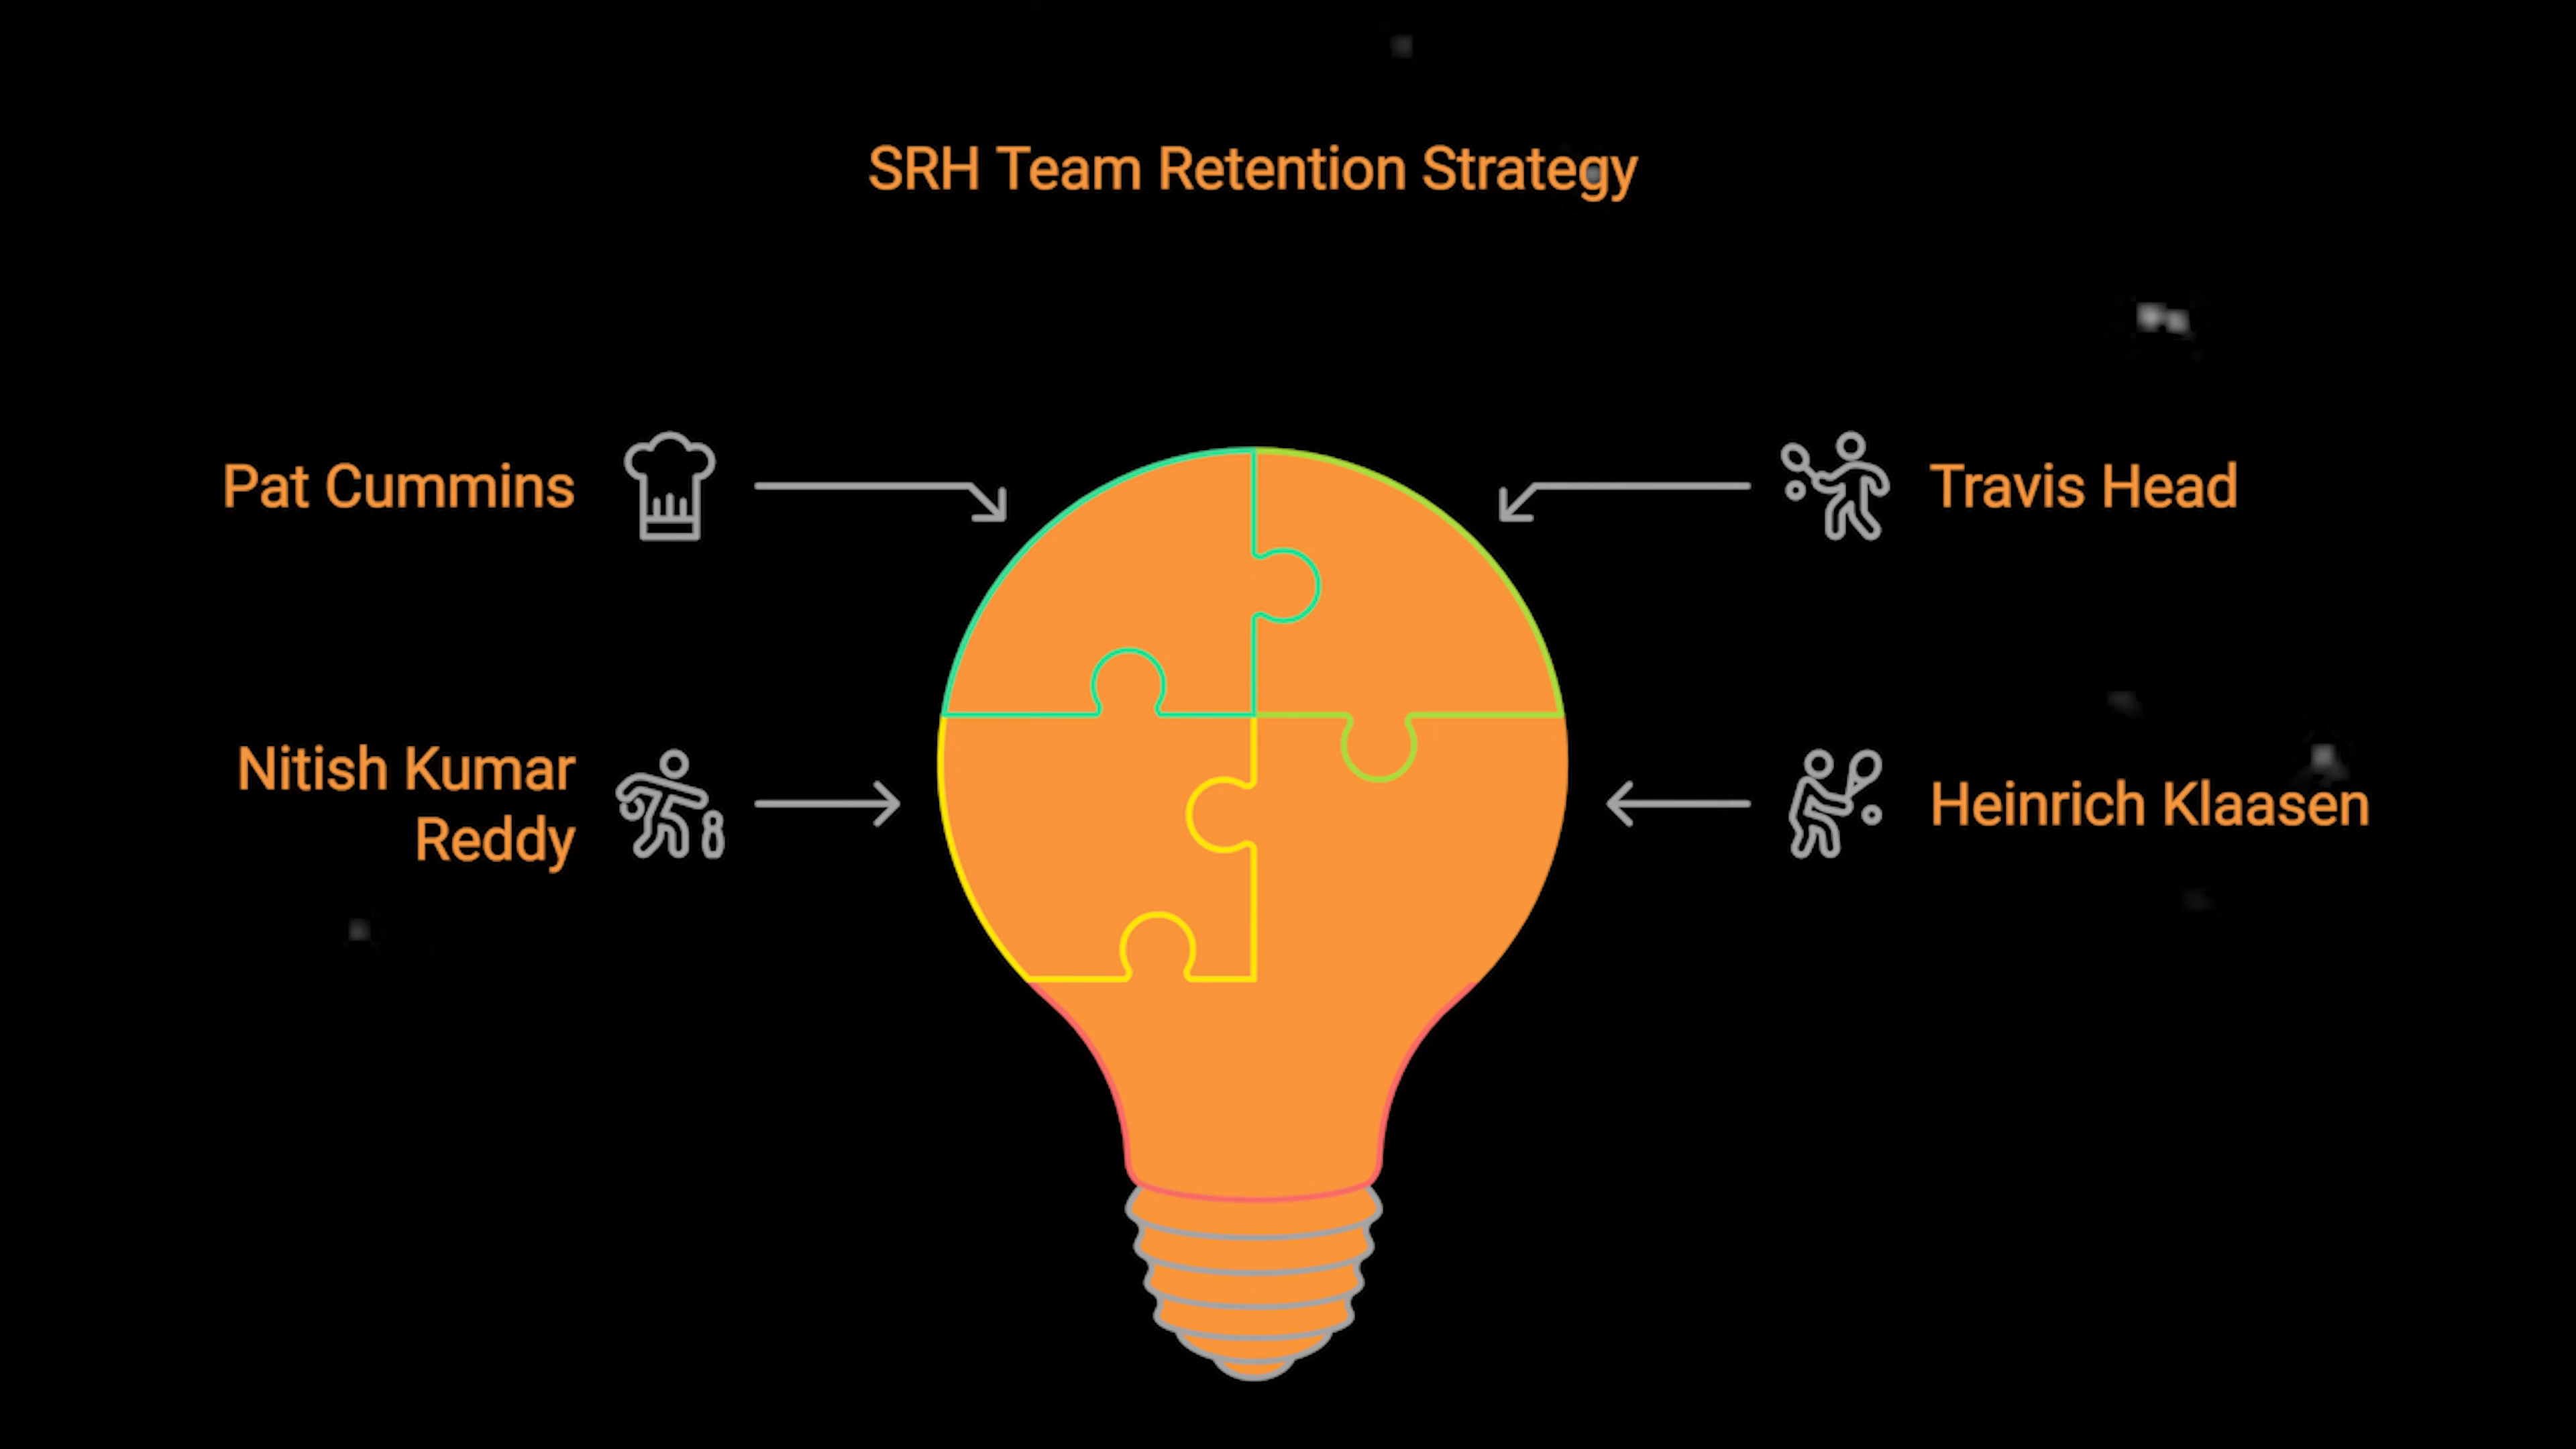 SRH Team Retention Strategy
Pat Cummins
Travis Head
Nitish Kumar
Reddy
Heinrich Klaasen